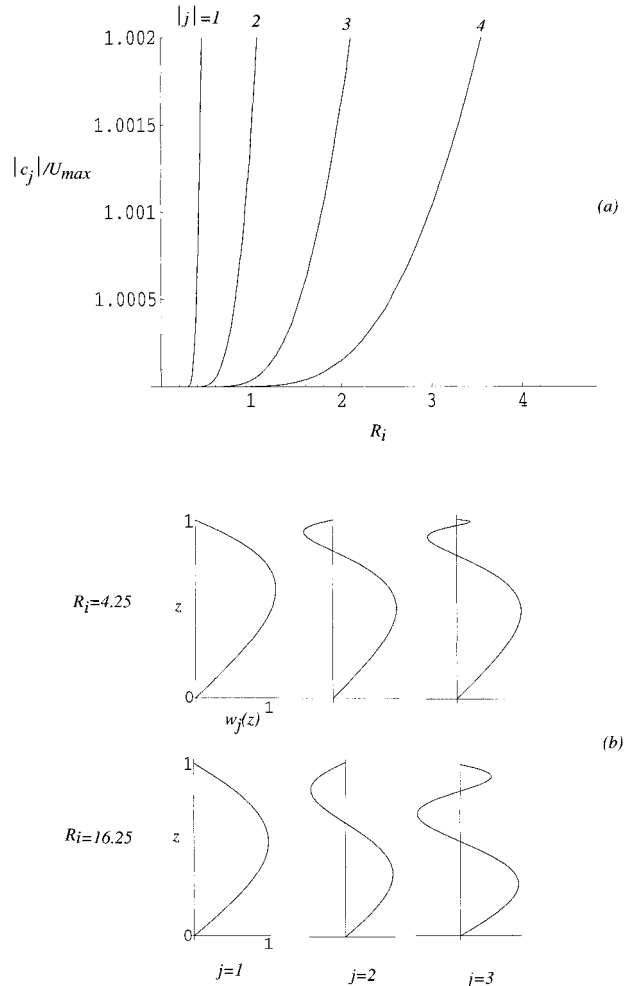 |j|=1 2 3 4
1.002
1.0015
|c_j|/U_max
1.001
(a)
1.0005
1 2 3 4
R_i
1
R_i=4.25 z
0
1
w_j(z)
(b)
1
R_i=16.25 z
0
1
j=1 j=2 j=3